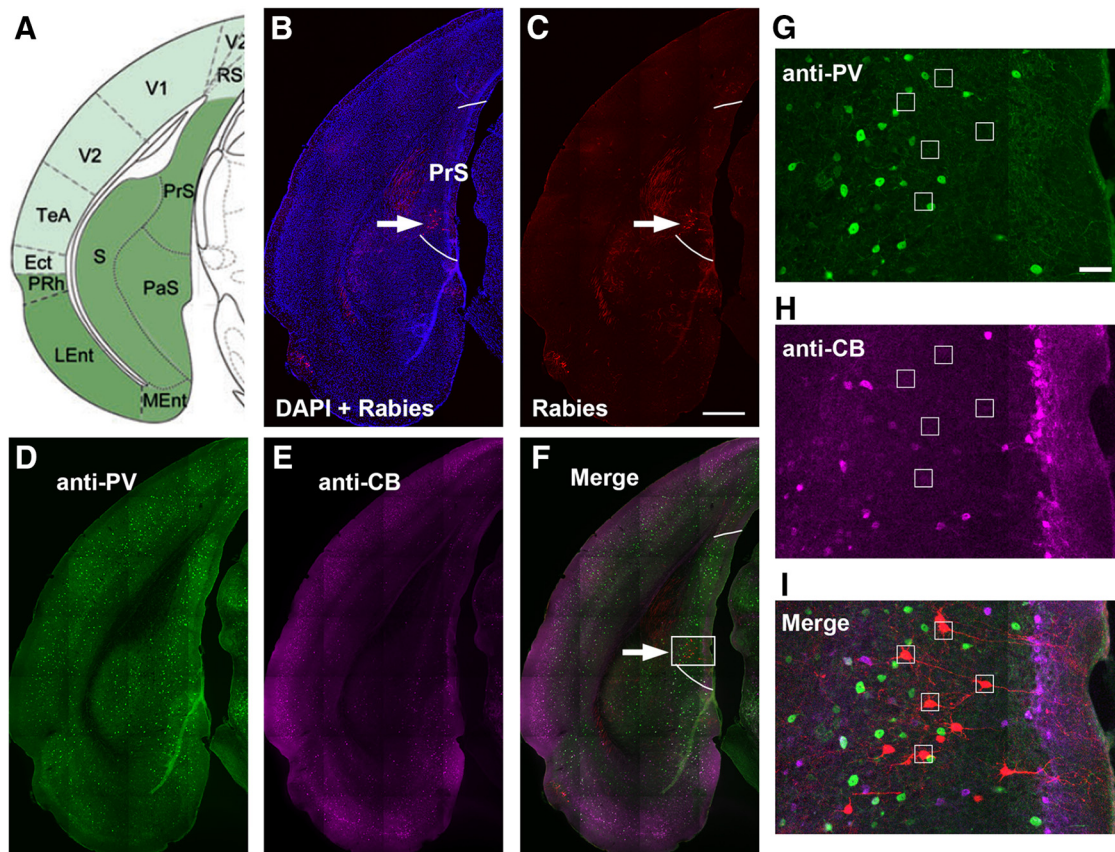 A
V2
RS
V1
V2
TeA
PrS
S
Ect
PRh
PaS
LEnt
MEnt
B
PrS
DAPI + Rabies
C
Rabies
D
anti-PV
E
anti-CB
F
Merge
G
anti-PV
H
anti-CB
I
Merge